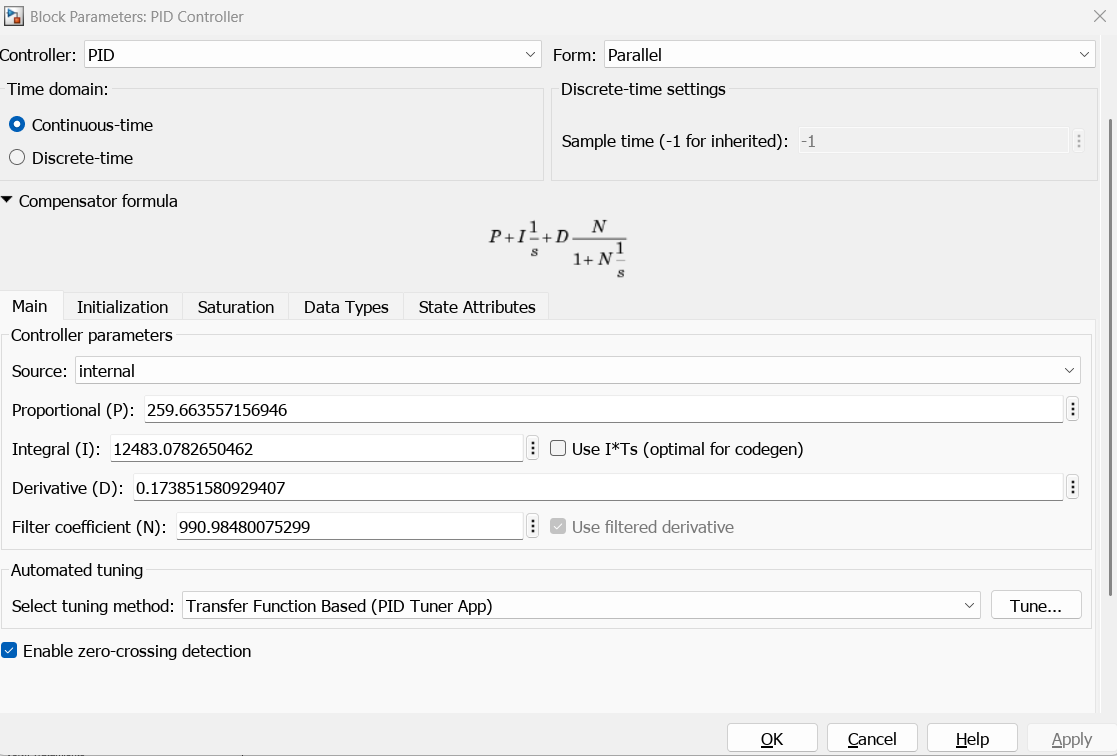 Block Parameters: PID Controller
Controller: PID Form: Parallel
Time domain:
Discrete-time settings
Continuous-time
Sample time (-1 for inherited): -1
Discrete-time
Compensator formula
P+I 1/s + D N/(1+N 1/s)
Main Initialization Saturation Data Types State Attributes
Controller parameters
Source: internal
Proportional (P): 259.663557156946
Integral (I): 12483.0782650462 Use I*Ts (optimal for codegen)
Derivative (D): 0.173851580929407
Filter coefficient (N): 990.98480075299 Use filtered derivative
Automated tuning
Select tuning method: Transfer Function Based (PID Tuner App) Tune...
Enable zero-crossing detection
OK Cancel Help Apply